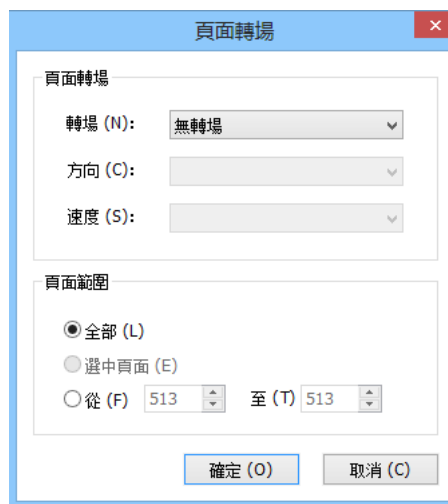 頁面轉場
頁面轉場
轉場 (N): 無轉場
方向 (C):
速度 (S):
頁面範圍
全部 (L)
選中頁面 (E)
從 (F) 513 至 (T) 513
確定 (O) 取消 (C)